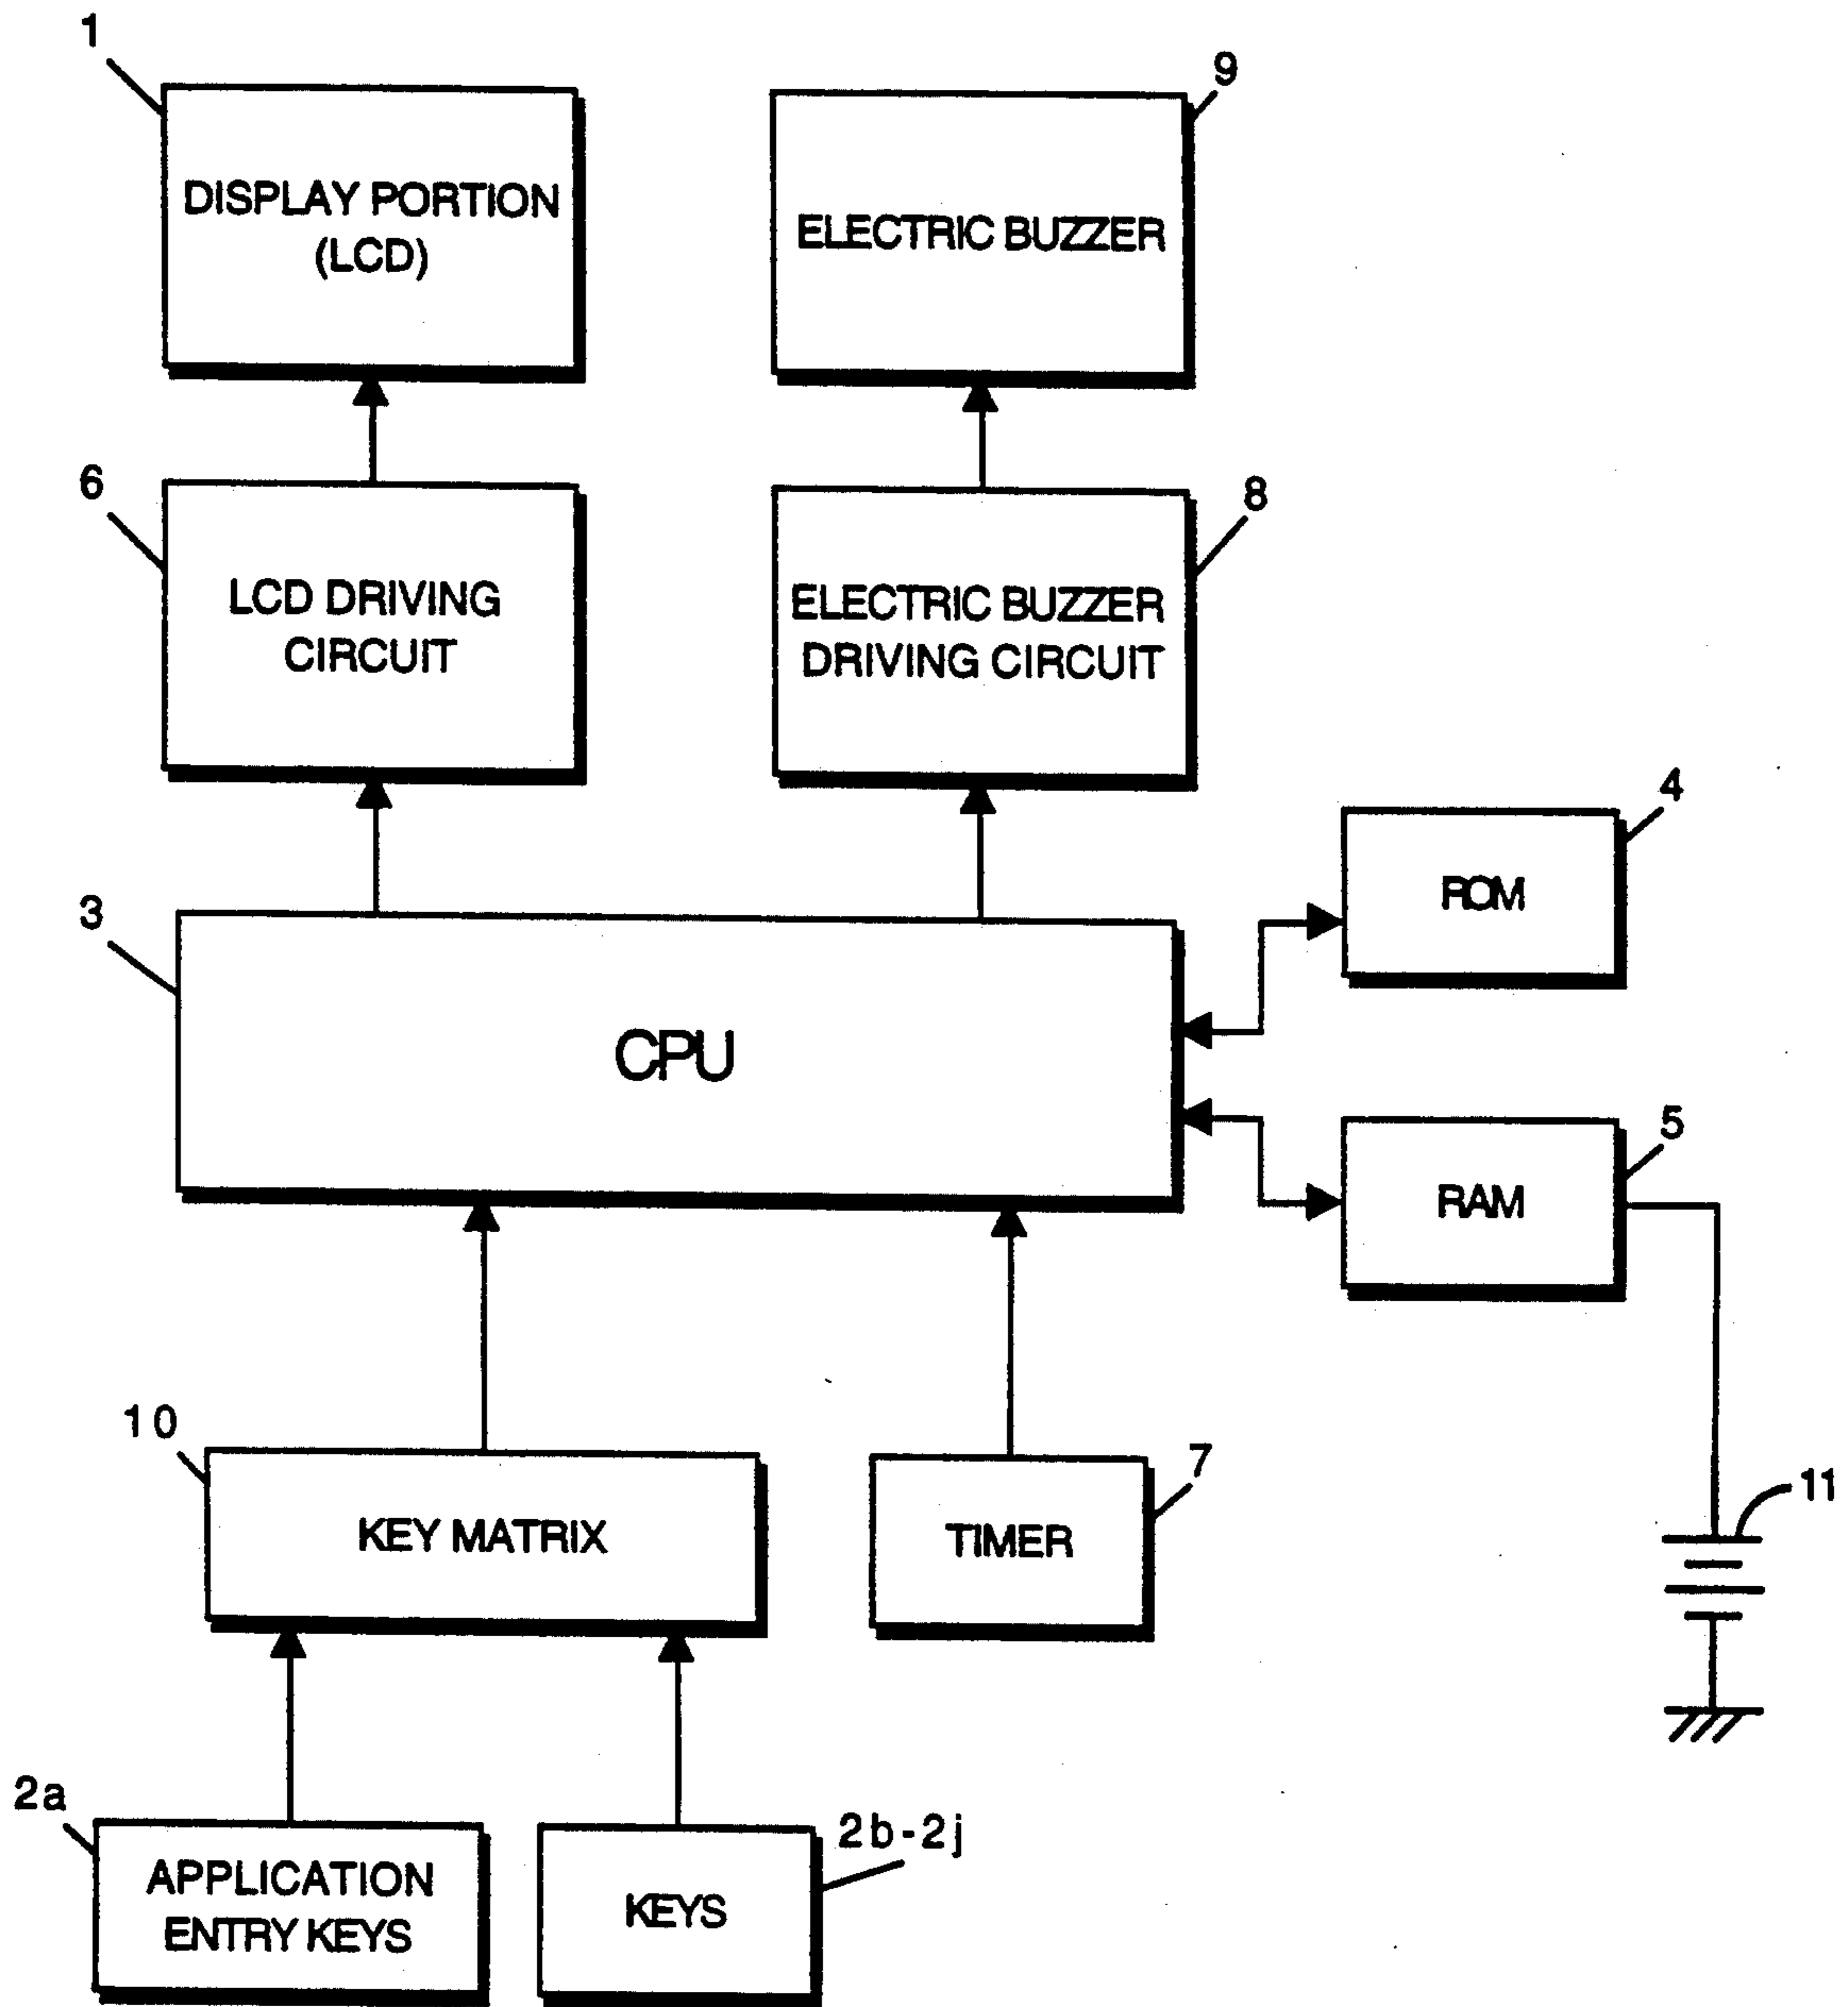 1
9
DISPLAY PORTION
(LCD)
ELECTRIC BUZZER
6
8
LCD DRIVING
CIRCUIT
ELECTRIC BUZZER
DRIVING CIRCUIT
4
ROM
3
CPU
5
RAM
10
7
11
KEY MATRIX
TIMER
2a
2b-2j
APPLICATION
ENTRY KEYS
KEYS